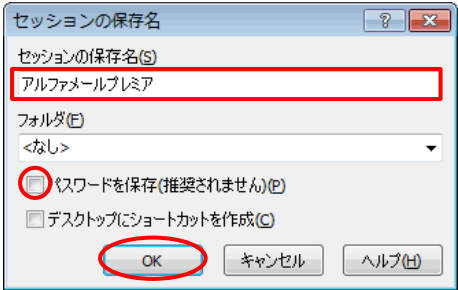 セッションの保存名
セッションの保存名(S)
アルファメールプレミア
フォルダ(F)
<なし>
パスワードを保存(推奨されません)(P)
デスクトップにショートカットを作成(C)
OK キャンセル ヘルプ(H)